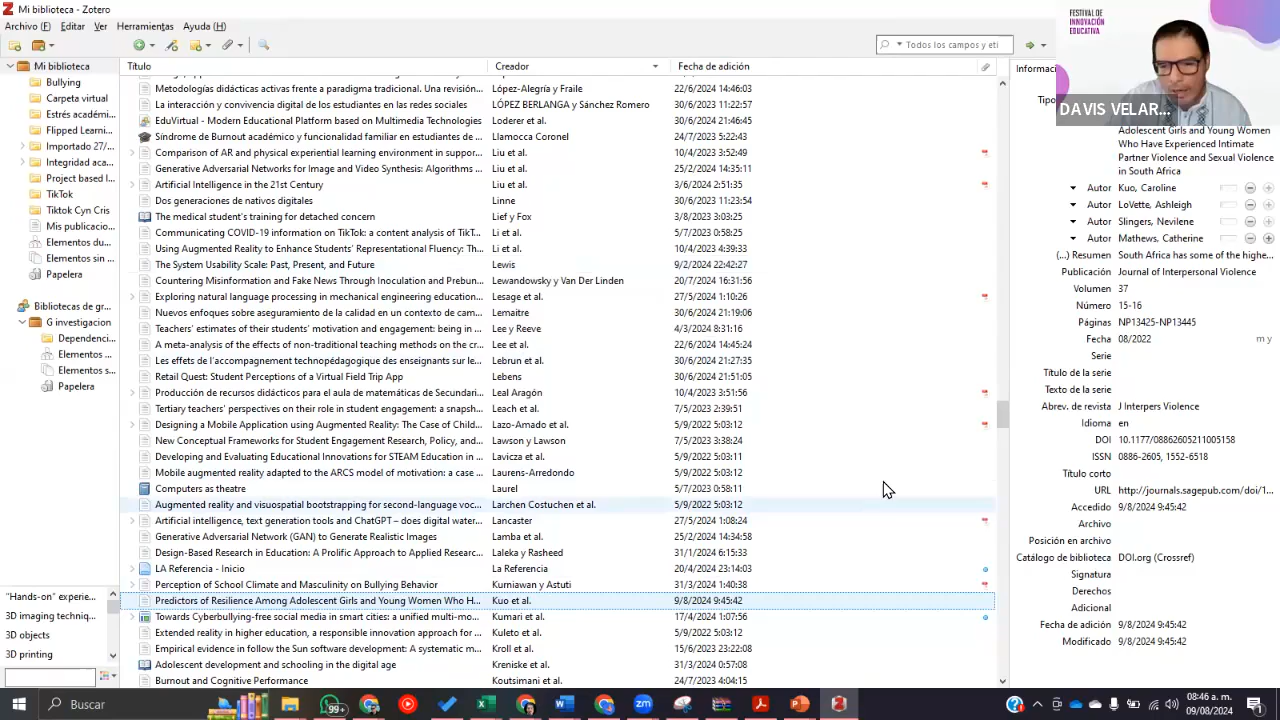 Mi biblioteca - Zotero
Archivo (F) Editar Ver Herramientas Ayuda (H)
Todos los campos y eti
Mi biblioteca
Bullying
Carpeta virtual
Estrés académi...
Flipped Learni...
Importado 27/...
Integridad aca...
Project based l...
TikTok
Tiktok Cyn Cris
Mis publicacio...
Elementos du...
Elementos sin ...
Papelera
Bibliotecas de gr...
G investigacion
Dependenci...
Elementos ...
Elementos s...
Papelera
"Hands-on" experie...
3D imaging techniq...
3D objects
3D printing
Título Creador Fecha de adición
Metodologías didácticas activas frente a paradigma tradicional. Una revisión... López-Alegría y Fraile 22/6/2024 14:46:03
La interacción y convivencia digital de los estudiantes en las redes sociales LÓPEZ BERLANGA y Sánchez Romero 30/6/2023 11:22:57
EduVirtual - Modern Educational Platform based on Multimedia Technologies Loderer et al. 30/6/2024 21:46:45
Síndrome de Burnout académico y funcionalidad familiar en estudiantes de ... Llamocca Coronel 24/7/2023 5:22:43
Comparison of AR and physical experiential learning environment in suppor... Liu et al. 10/4/2023 3:52:49
Generative Adversarial Networks for Image and Video Synthesis: Algorithms ... Liu et al. 25/2/2024 14:35:11
Artificial Intelligence in the 21st Century Liu et al. 3/6/2024 2:51:35
Dos generaciones de nativos digitales Linne 30/6/2024 11:23:54
The medical student's training for detached concern Lief y Fox 3/8/2023 3:03:25
Communicating COVID-19 information on TikTok: a content analysis of TikT... Li et al. 5/7/2023 0:58:25
Using Augmented Reality to Enhance Students' Representational Fluency: Th... Li et al. 10/4/2023 4:39:33
The System Usability Scale: Past, Present, and Future Lewis 9/2/2024 22:42:27
Countering Misinformation and Fake News Through Inoculation and Prebun... Lewandowsky y Van Der Linden 20/7/2024 16:31:56
Exploring natural language processing in mechanical engineering education... Lesage et al. 27/5/2024 1:10:26
Nuevos enfoques en el aseguramiento de la calidad en un contexto de cam... Lemaitre 30/6/2024 21:19:06
Teachers' estimates of their students' motivation and engagement: being in ... Lee y Reeve 4/3/2024 8:31:16
A meta-analysis of the effects of non-traditional teaching methods on the cr... Lee et al. 22/6/2024 14:45:24
Les effets de l'accompagnement technopédagogique des enseignants sur le... Lebrun et al. 30/6/2024 21:27:35
Retail Quest: Student Perceptions of a Virtual Field Trip App Lebens 30/6/2024 21:51:05
Producción de recursos didácticos para el aula de matemáticas de Secundari... Leal Aragón 10/4/2023 3:51:56
Tertiary teachers' perspectives on their role in student engagement: a snapsh... Leach et al. 7/5/2023 2:39:51
Designing a Mobile Application using Augmented Reality: The Case of Child... Lazo-Amado et al. 5/9/2022 5:03:12
New Conceptual Frameworks for Student Engagement Research, Policy, and... Lawson y Lawson 7/5/2023 3:38:24
Developing and Evaluating Educational Innovations for STEAM Education in ... Lavicza et al. 5/9/2022 5:03:11
Mobile augmented reality adapted to the ARCS model of motivation: a case ... Laurens-Arredondo 5/9/2022 5:03:12
Computers as theatre Laurel 5/7/2023 0:58:11
Augmented reality and visuospatial bootstrapping for second-language voc... Larchen Costuchen et al. 5/9/2022 5:03:12
Artificial intelligence, text generation tools and ChatGPT – does digital water... Lancaster 27/5/2024 1:08:24
Generative Adversarial Network (GAN) to Generate Realistic Images Lamba et al. 25/2/2024 14:34:58
Design-Based Research in Education: A Prolific Approach to Applied Researc... Laleka y Rasheed 31/1/2024 6:15:33
LA Referencia - Inicio La Referencia 20/4/2024 23:14:03
Perception of School Climate and Masculinity on Bullying Behavior Kurniawan y Astuti 31/3/2024 1:40:38
Predictors of Resilience Among Adolescent Girls and Young Women Who H... Kuo et al. 9/8/2024 9:45:42
Towards Cyberbullying-free social media in smart cities: a unified multi-mo... Kumari et al. 17/4/2024 1:07:56
Extended reality in higher education, a responsible innovation approach for ... Kuleto et al. 5/9/2022 5:03:12
Empirical evidence in follow the Sun software development: A systematic m... Kroll et al. 15/6/2023 23:22:08
Adolescent development and schooling in the digital age Kreniske et al. 31/3/2024 0:57:08
Burnout and Cognitive Performance Koutsimani et al. 24/7/2024 4:04:15
FESTIVAL DE
INNOVACIÓN
EDUCATIVA
DAVIS VELAR...
Informaci
Tipo
Adolescent Girls and Young Women
Who Have Experienced Intimate
Partner Violence and Sexual Violence
in South Africa
Autor Kuo, Caroline
Autor LoVette, Ashleigh
Autor Slingers, Nevilene
Autor Mathews, Catherine
(...) Resumen South Africa has some of the highe...
Publicación Journal of Interpersonal Violence
Volumen 37
Número 15-16
Páginas NP13425-NP13445
Fecha 08/2022 m y
Serie
Título de la serie
Texto de la serie
Abrev. de revista J Interpers Violence
Idioma en
DOI 10.1177/08862605211005158
ISSN 0886-2605, 1552-6518
Título corto
URL http://journals.sagepub.com/doi/1...
Accedido 9/8/2024 9:45:42
Archivo
Posición en archivo
Catálogo de biblioteca DOI.org (Crossref)
Signatura
Derechos
Adicional
Fecha de adición 9/8/2024 9:45:42
Modificado 9/8/2024 9:45:42
Buscar
99+
08:46 a. m.
09/08/2024